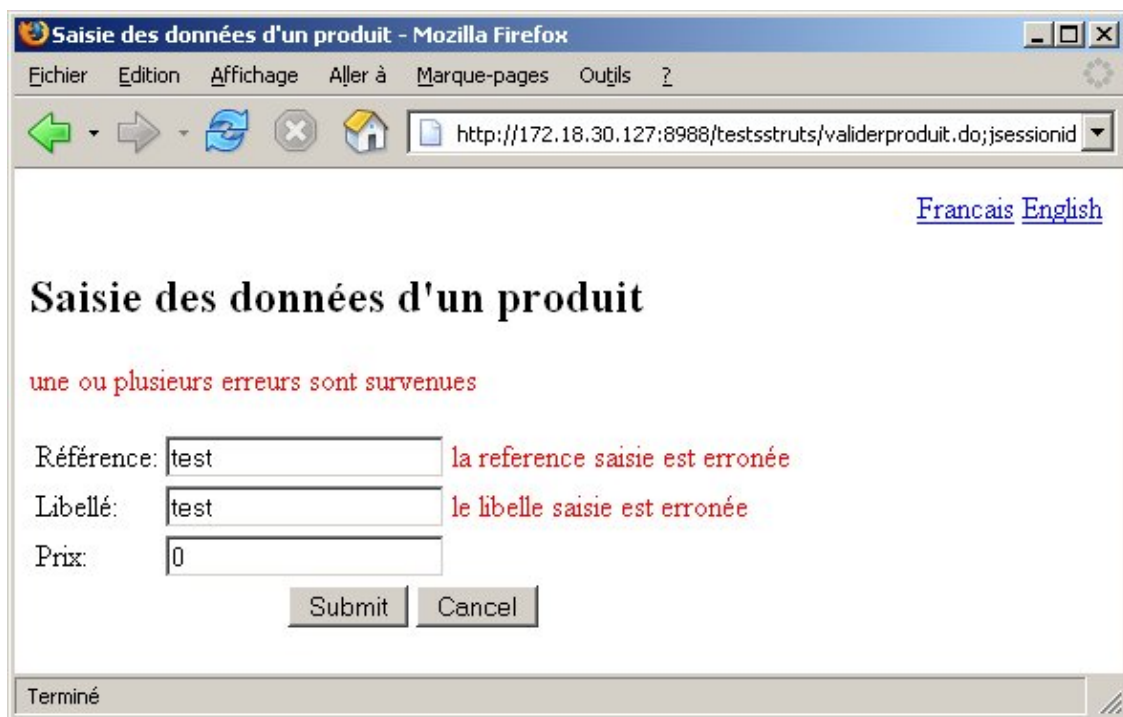 Saisie des données d'un produit - Mozilla Firefox
Fichier Edition Affichage Aller à Marque-pages Outils ?
http://172.18.30.127:8988/testsstruts/validerproduit.do;jsessionid
Francais English
Saisie des données d'un produit
une ou plusieurs erreurs sont survenues
Référence: test la reference saisie est erronée
Libellé: test le libelle saisie est erronée
Prix: 0
Submit Cancel
Terminé